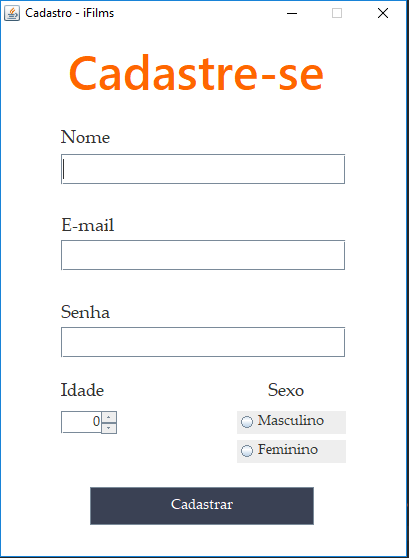 Cadastro - iFilms
Cadastre-se
Nome
E-mail
Senha
Idade Sexo
0 Masculino
Feminino
Cadastrar